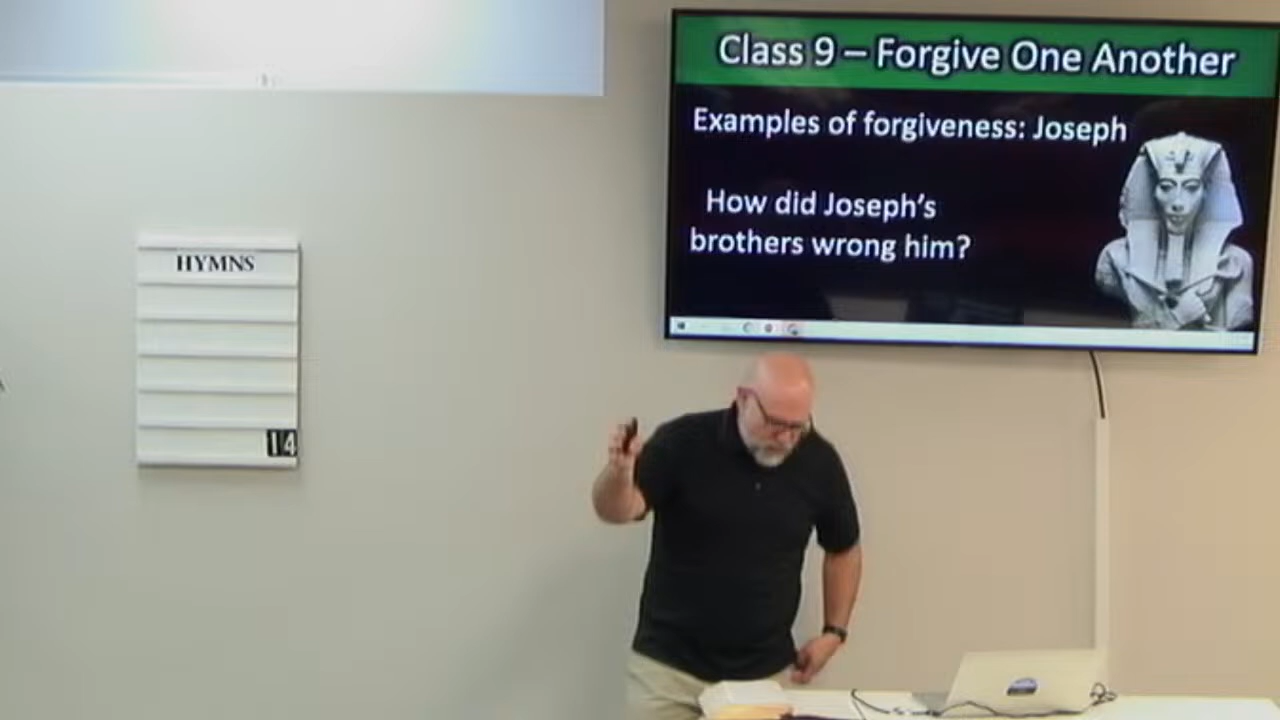 Class 9 – Forgive One Another
Examples of forgiveness: Joseph
How did Joseph's
brothers wrong him?
HYMNS
14